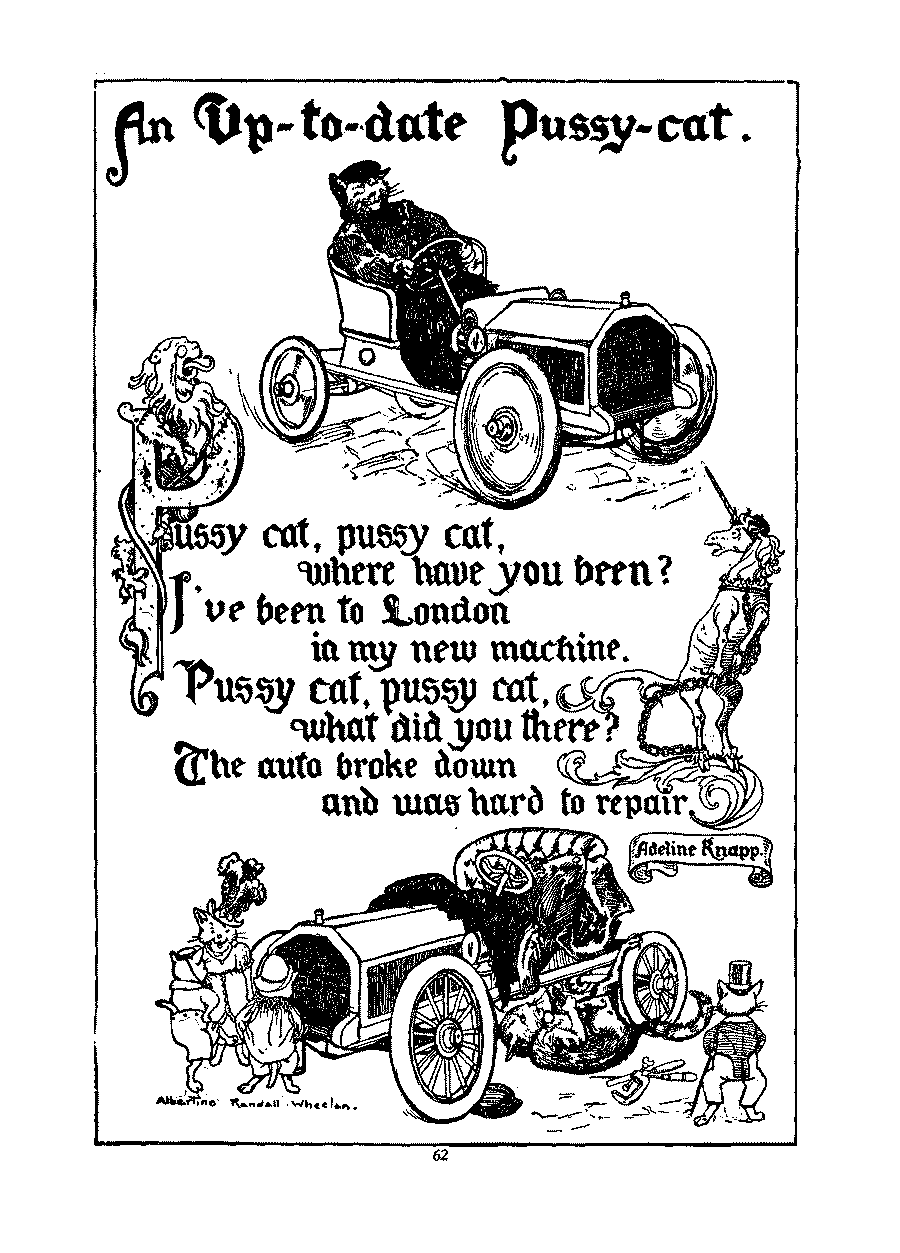 An Up-to-date Pussy-cat.
Pussy cat, pussy cat,
where have you been?
I've been to London
in my new machine.
Pussy cat, pussy cat,
what did you there?
The auto broke down
and was hard to repair.
Adeline Knapp.
Albertine Randall Wheelan.
62